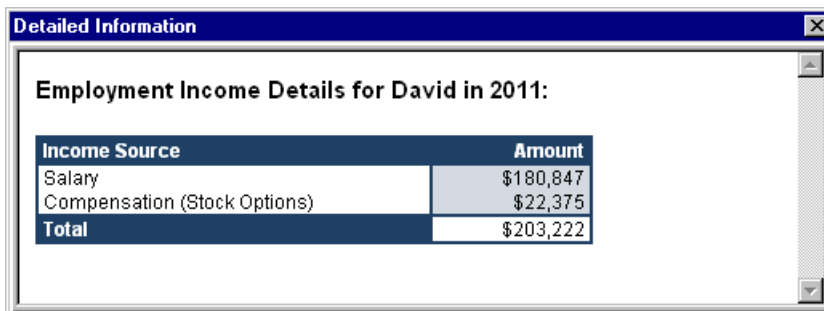 Detailed Information
Employment Income Details for David in 2011:
Income Source Amount
Salary $180,847
Compensation (Stock Options) $22,375
Total $203,222